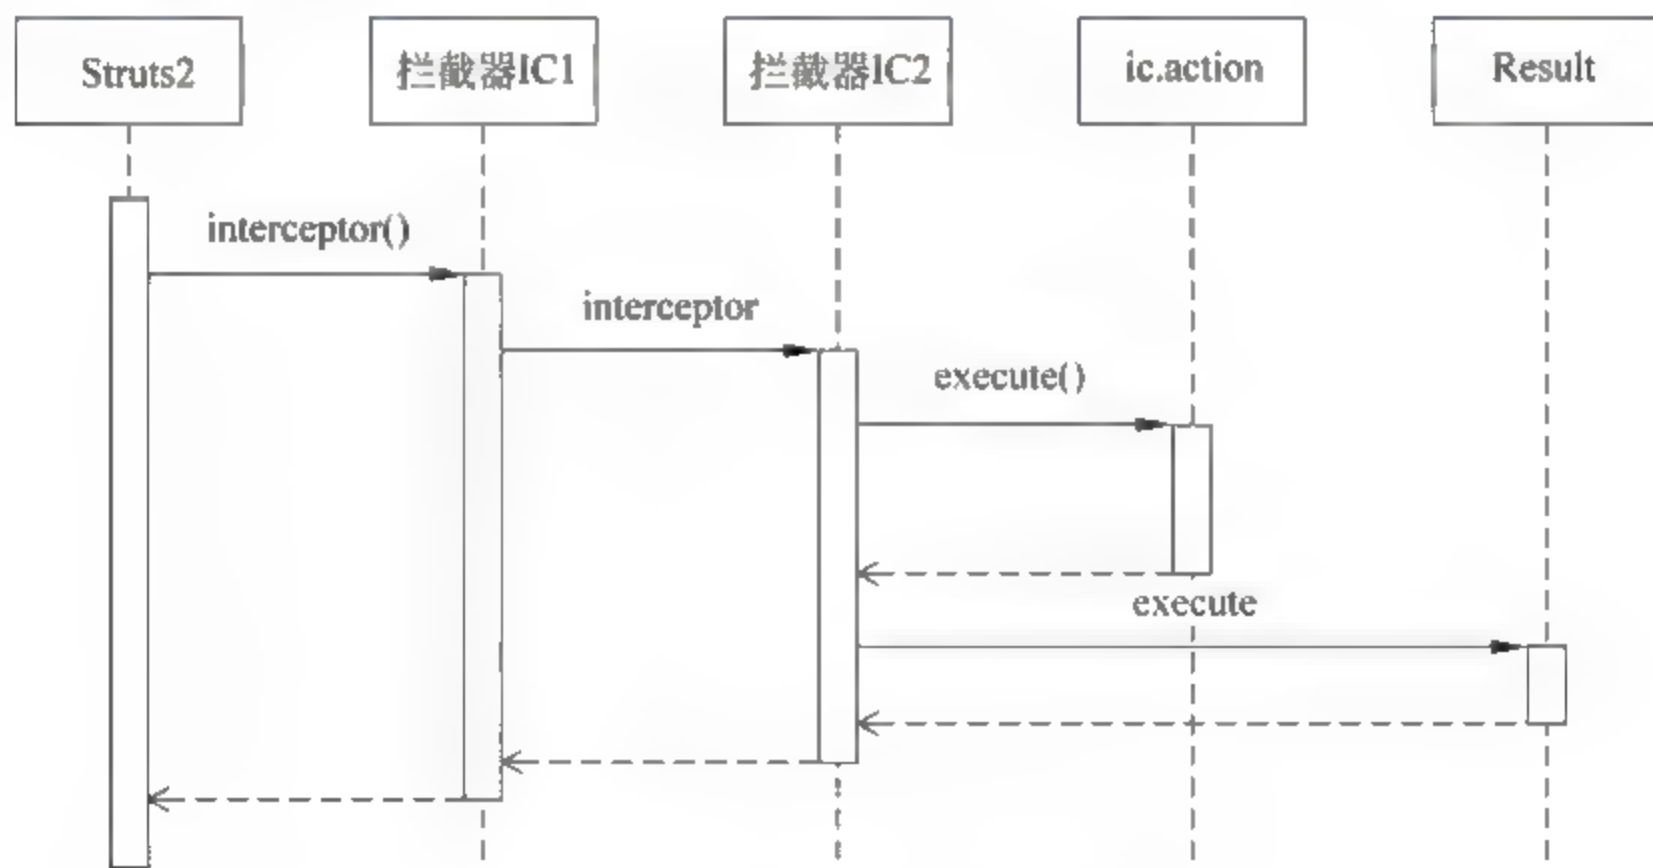 Struts2
拦截器IC1
拦截器IC2
ic.action
Result
interceptor()
interceptor
execute()
execute